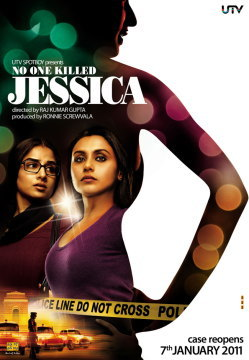 UTV
UTV SPOTBOY presents
NO ONE KILLED
JESSICA
directed by RAJ KUMAR GUPTA
produced by RONNIE SCREWVALA
ICE LINE DO NOT CROSS POL
case reopens
7th JANUARY 2011